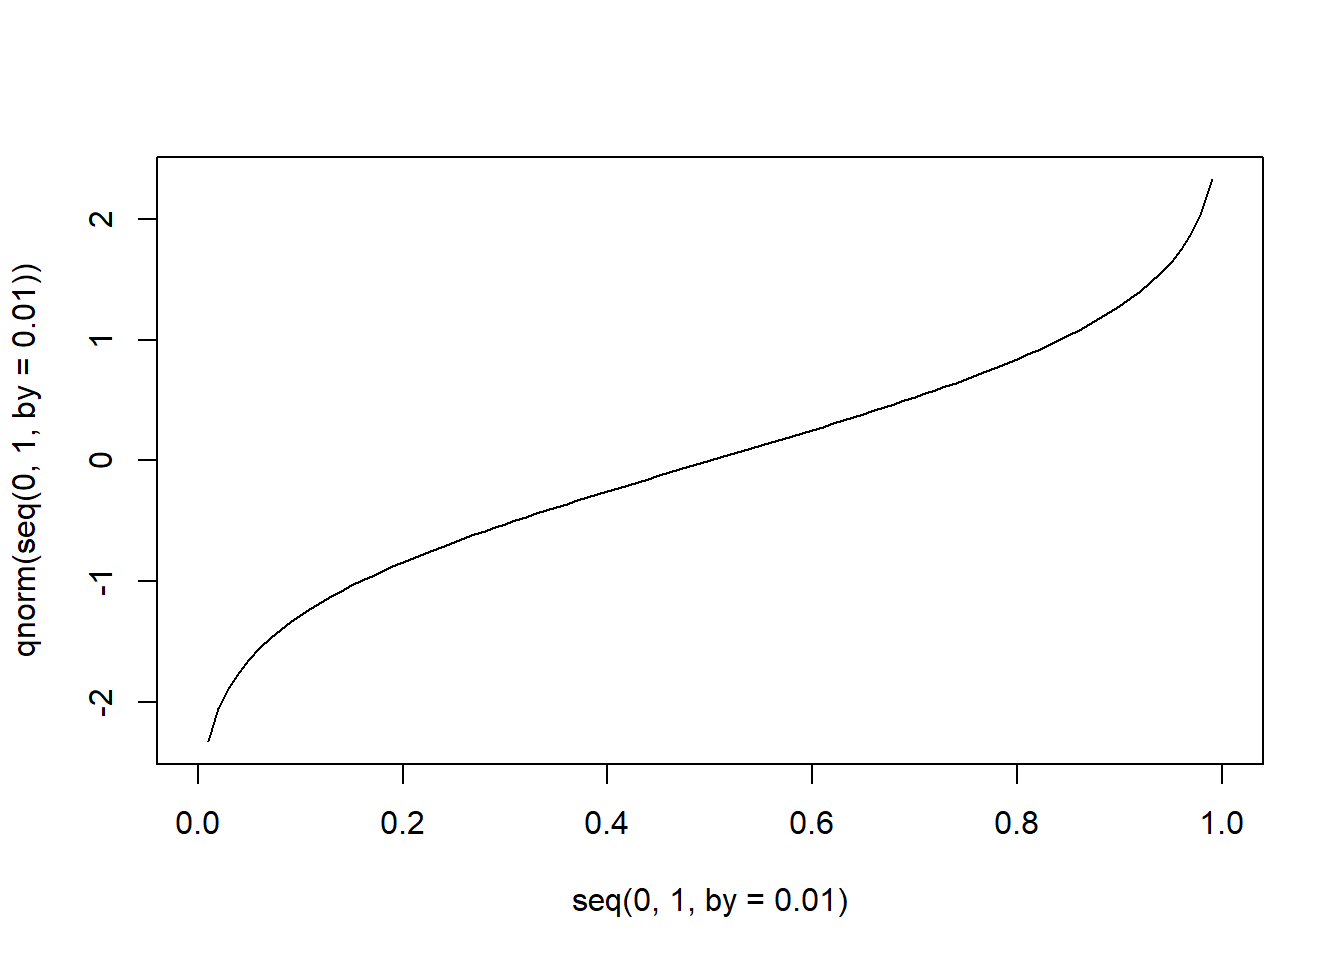 qnorm(seq(0, 1, by = 0.01))
2
1
0
-1
-2
0.0 0.2 0.4 0.6 0.8 1.0
seq(0, 1, by = 0.01)